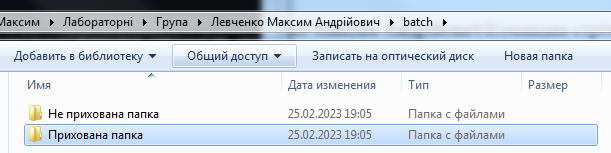 Максим ▸ Лабораторні ▸ Група ▸ Левченко Максим Андрійович ▸ batch ▸
Добавить в библиотеку ▾ Общий доступ ▾ Записать на оптический диск Новая папка
Имя Дата изменения Тип Размер
Не прихована папка 25.02.2023 19:05 Папка с файлами
Прихована папка 25.02.2023 19:05 Папка с файлами